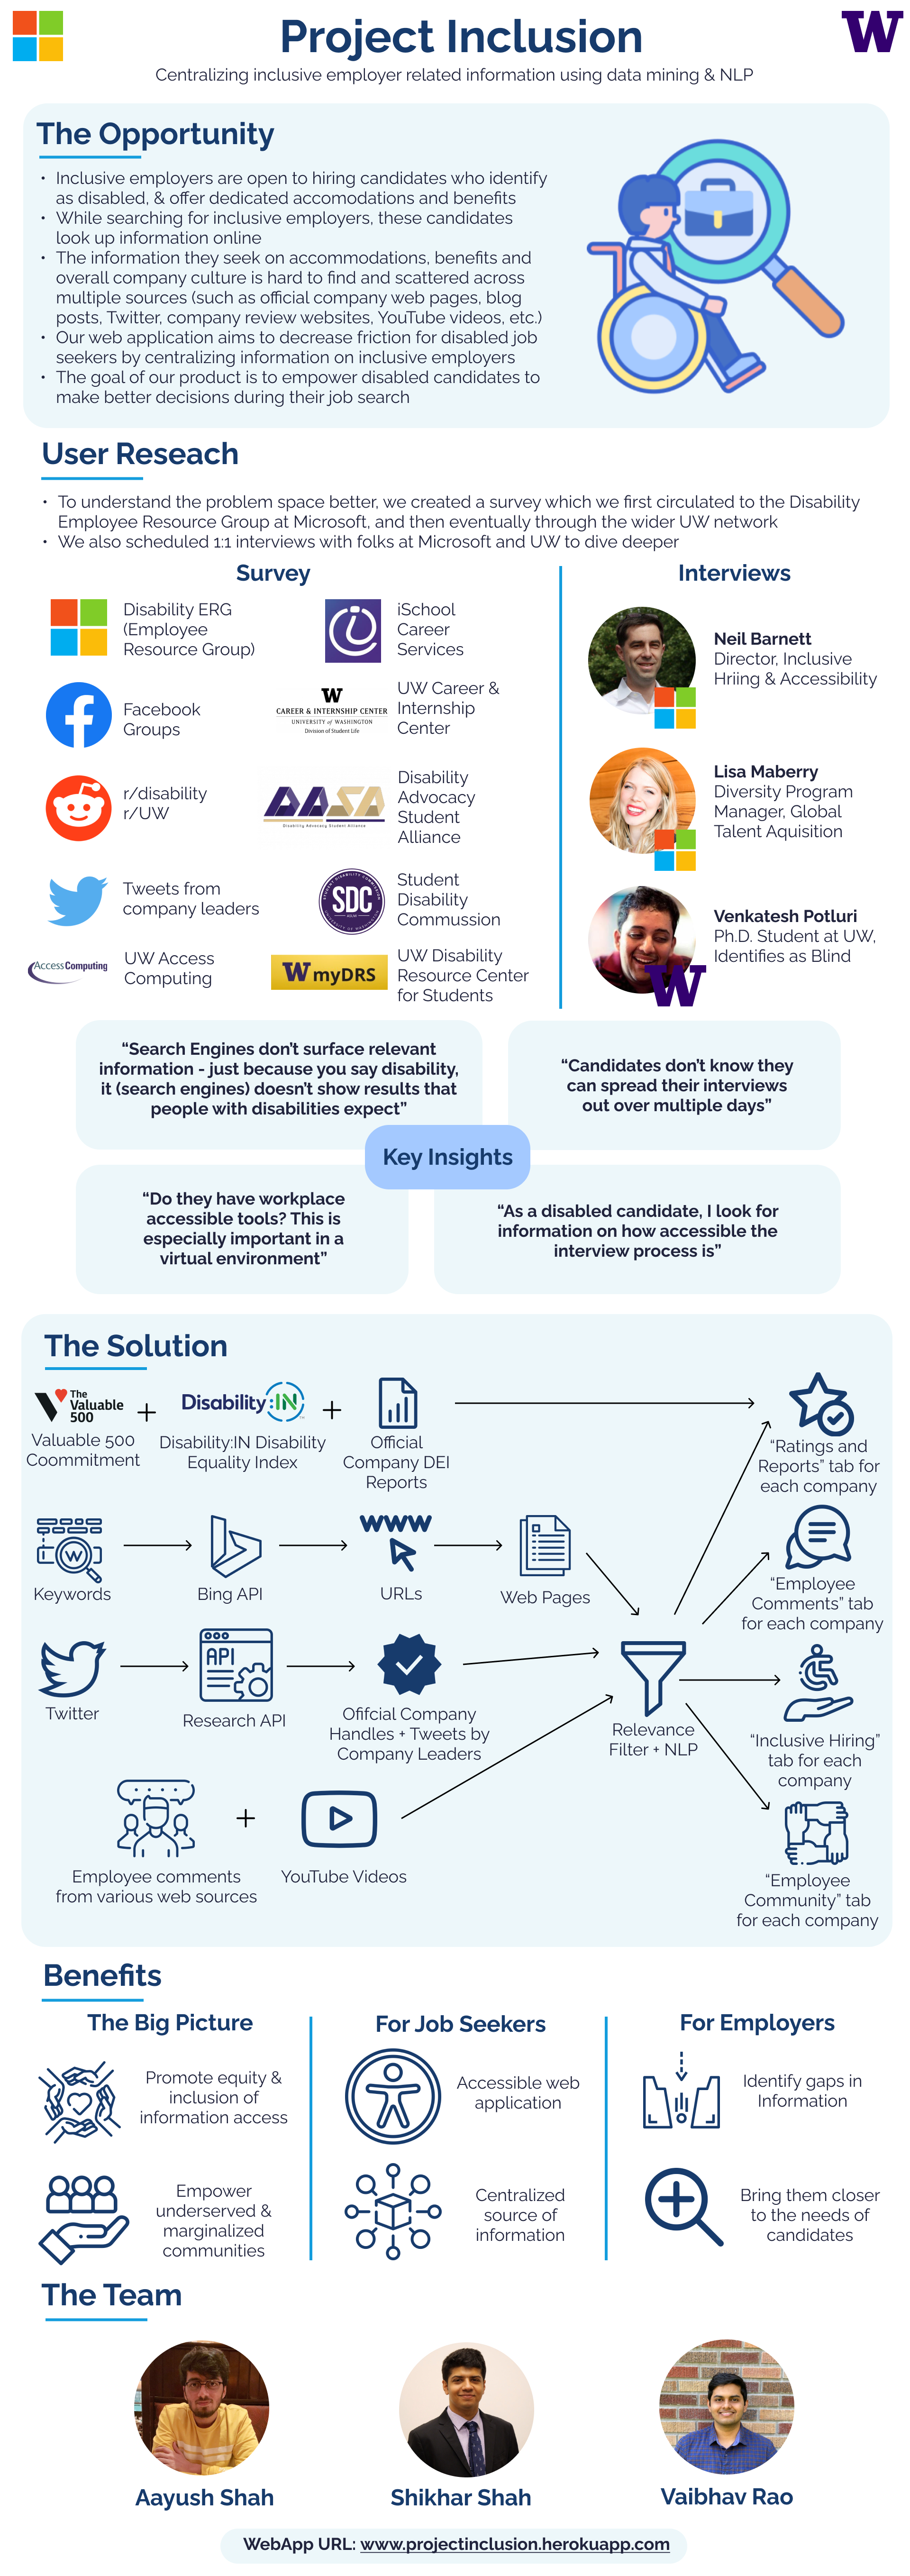 Project Inclusion
W
Centralizing inclusive employer related information using data mining & NLP
The Opportunity
• Inclusive employers are open to hiring candidates who identify
as disabled, & offer dedicated accomodations and benefits
• While searching for inclusive employers, these candidates
look up information online
• The information they seek on accommodations, benefits and
overall company culture is hard to find and scattered across
multiple sources (such as official company web pages, blog
posts, Twitter, company review websites, YouTube videos, etc.)
• Our web application aims to decrease friction for disabled job
seekers by centralizing information on inclusive employers
• The goal of our product is to empower disabled candidates to
make better decisions during their job search
User Reseach
• To understand the problem space better, we created a survey which we first circulated to the Disability
Employee Resource Group at Microsoft, and then eventually through the wider UW network
• We also scheduled 1:1 interviews with folks at Microsoft and UW to dive deeper
Survey
Disability ERG
(Employee
Resource Group)
iSchool
Career
Services
Facebook
Groups
W
CAREER & INTERNSHIP CENTER
UNIVERSITY of WASHINGTON
Division of Student Life
UW Career &
Internship
Center
r/disability
r/UW
DASA
Disability Advocacy Student Alliance
Disability
Advocacy
Student
Alliance
Tweets from
company leaders
SDC
Student
Disability
Commussion
AccessComputing
UW Access
Computing
W myDRS
UW Disability
Resource Center
for Students
Interviews
Neil Barnett
Director, Inclusive
Hriing & Accessibility
Lisa Maberry
Diversity Program
Manager, Global
Talent Aquisition
W
Venkatesh Potluri
Ph.D. Student at UW,
Identifies as Blind
“Search Engines don’t surface relevant
information - just because you say disability,
it (search engines) doesn’t show results that
people with disabilities expect”
“Candidates don’t know they
can spread their interviews
out over multiple days”
Key Insights
“Do they have workplace
accessible tools? This is
especially important in a
virtual environment”
“As a disabled candidate, I look for
information on how accessible the
interview process is”
The Solution
The
Valuable
500
+
Disability:IN
+
Valuable 500
Coommitment
Disability:IN Disability
Equality Index
Official
Company DEI
Reports
“Ratings and
Reports” tab for
each company
W
Keywords
Bing API
WWW
URLs
Web Pages
“Employee
Comments” tab
for each company
Twitter
API
Research API
Ofifcial Company
Handles + Tweets by
Company Leaders
Relevance
Filter + NLP
“Inclusive Hiring”
tab for each
company
+
Employee comments
from various web sources
YouTube Videos
“Employee
Community” tab
for each company
Benefits
The Big Picture
Promote equity &
inclusion of
information access
Empower
underserved &
marginalized
communities
For Job Seekers
Accessible web
application
Centralized
source of
information
For Employers
Identify gaps in
Information
Bring them closer
to the needs of
candidates
The Team
Aayush Shah
Shikhar Shah
Vaibhav Rao
WebApp URL: www.projectinclusion.herokuapp.com